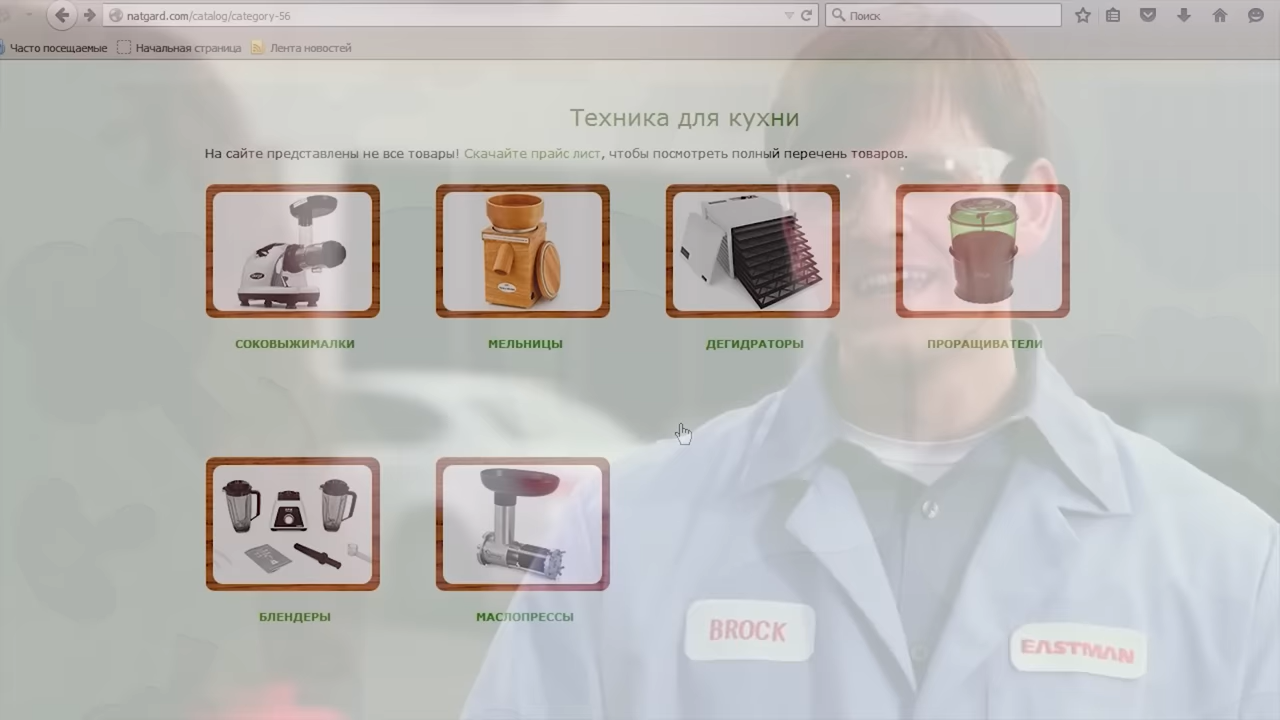 natgard.com/catalog/category-56
Поиск
Часто посещаемые
Начальная страница
Лента новостей
Техника для кухни
На сайте представлены не все товары! Скачайте прайс лист, чтобы посмотреть полный перечень товаров.
СОКОВЫЖИМАЛКИ
МЕЛЬНИЦЫ
ДЕГИДРАТОРЫ
ПРОРАЩИВАТЕЛИ
БЛЕНДЕРЫ
МАСЛОПРЕССЫ
BROCK
EASTMAN